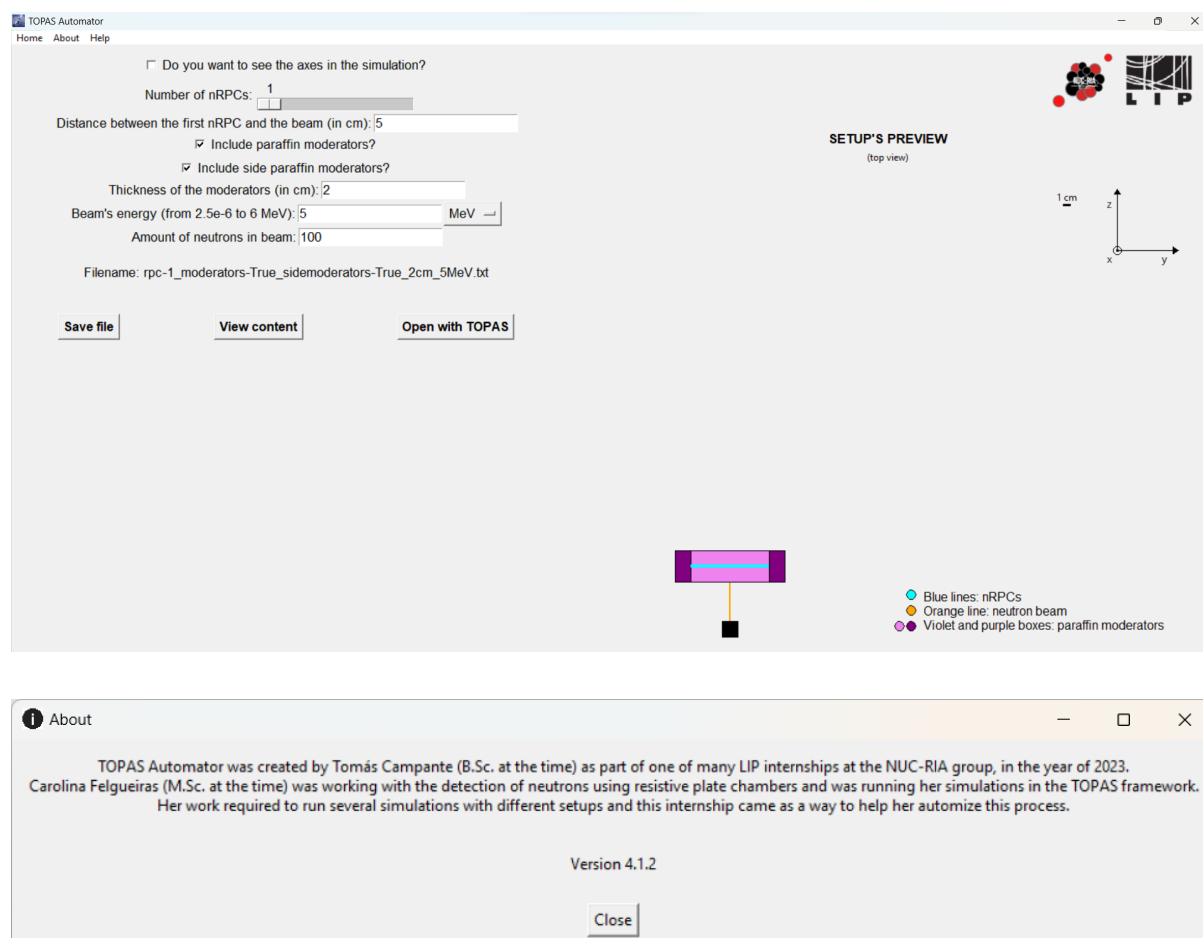 TOPAS Automator
Home About Help
Do you want to see the axes in the simulation?
Number of nRPCs: 1
Distance between the first nRPC and the beam (in cm): 5
Include paraffin moderators?
Include side paraffin moderators?
Thickness of the moderators (in cm): 2
Beam's energy (from 2.5e-6 to 6 MeV): 5 MeV
Amount of neutrons in beam: 100
Filename: rpc-1_moderators-True_sidemoderators-True_2cm_5MeV.txt
Save file View content Open with TOPAS
NUC-RIA
LIP
SETUP'S PREVIEW
(top view)
1 cm
z
x y
Blue lines: nRPCs
Orange line: neutron beam
Violet and purple boxes: paraffin moderators
About
TOPAS Automator was created by Tomás Campante (B.Sc. at the time) as part of one of many LIP internships at the NUC-RIA group, in the year of 2023.
Carolina Felgueiras (M.Sc. at the time) was working with the detection of neutrons using resistive plate chambers and was running her simulations in the TOPAS framework.
Her work required to run several simulations with different setups and this internship came as a way to help her automize this process.
Version 4.1.2
Close